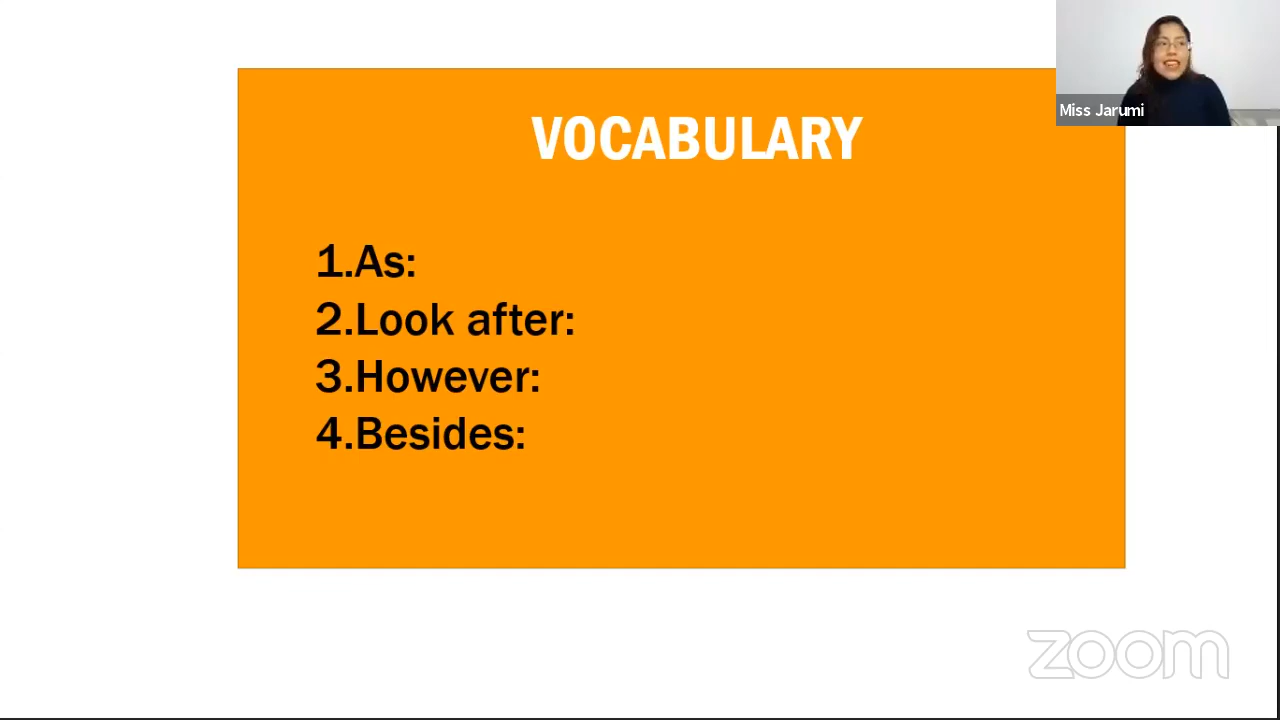 Miss Jarumi
VOCABULARY
1.As:
2.Look after:
3.However:
4.Besides:
zoom